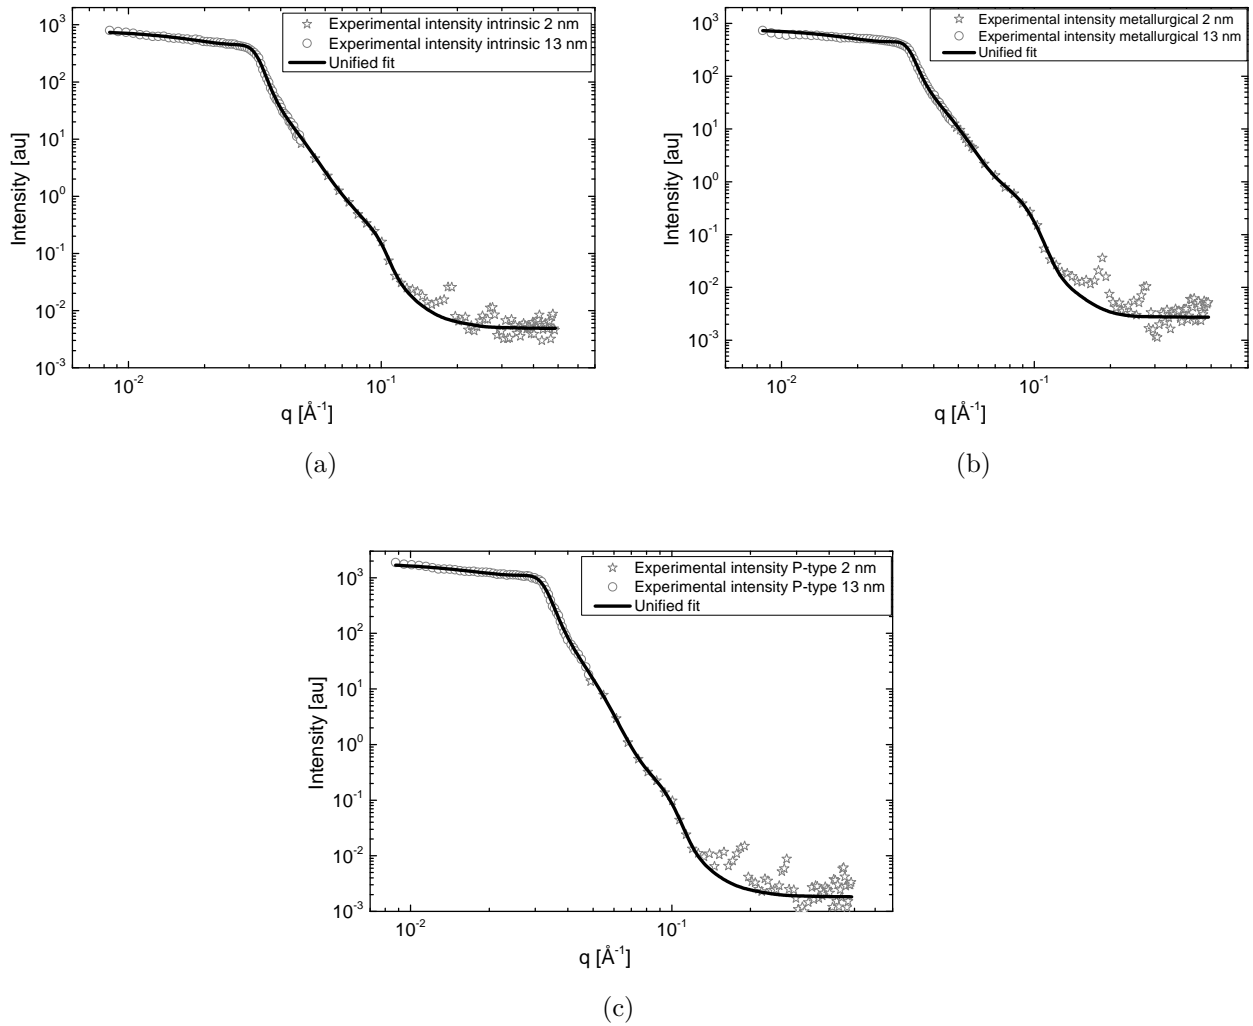 Experimental intensity intrinsic 2 nm
Experimental intensity intrinsic 13 nm
Unified fit
10^3
10^2
10^1
10^0
10^-1
10^-2
10^-3
Intensity [au]
10^-2
10^-1
q [Å^-1]
(a)
Experimental intensity metallurgical 2 nm
Experimental intensity metallurgical 13 nm
Unified fit
10^3
10^2
10^1
10^0
10^-1
10^-2
10^-3
Intensity [au]
10^-2
10^-1
q [Å^-1]
(b)
Experimental intensity P-type 2 nm
Experimental intensity P-type 13 nm
Unified fit
10^3
10^2
10^1
10^0
10^-1
10^-2
10^-3
Intensity [au]
10^-2
10^-1
q [Å^-1]
(c)